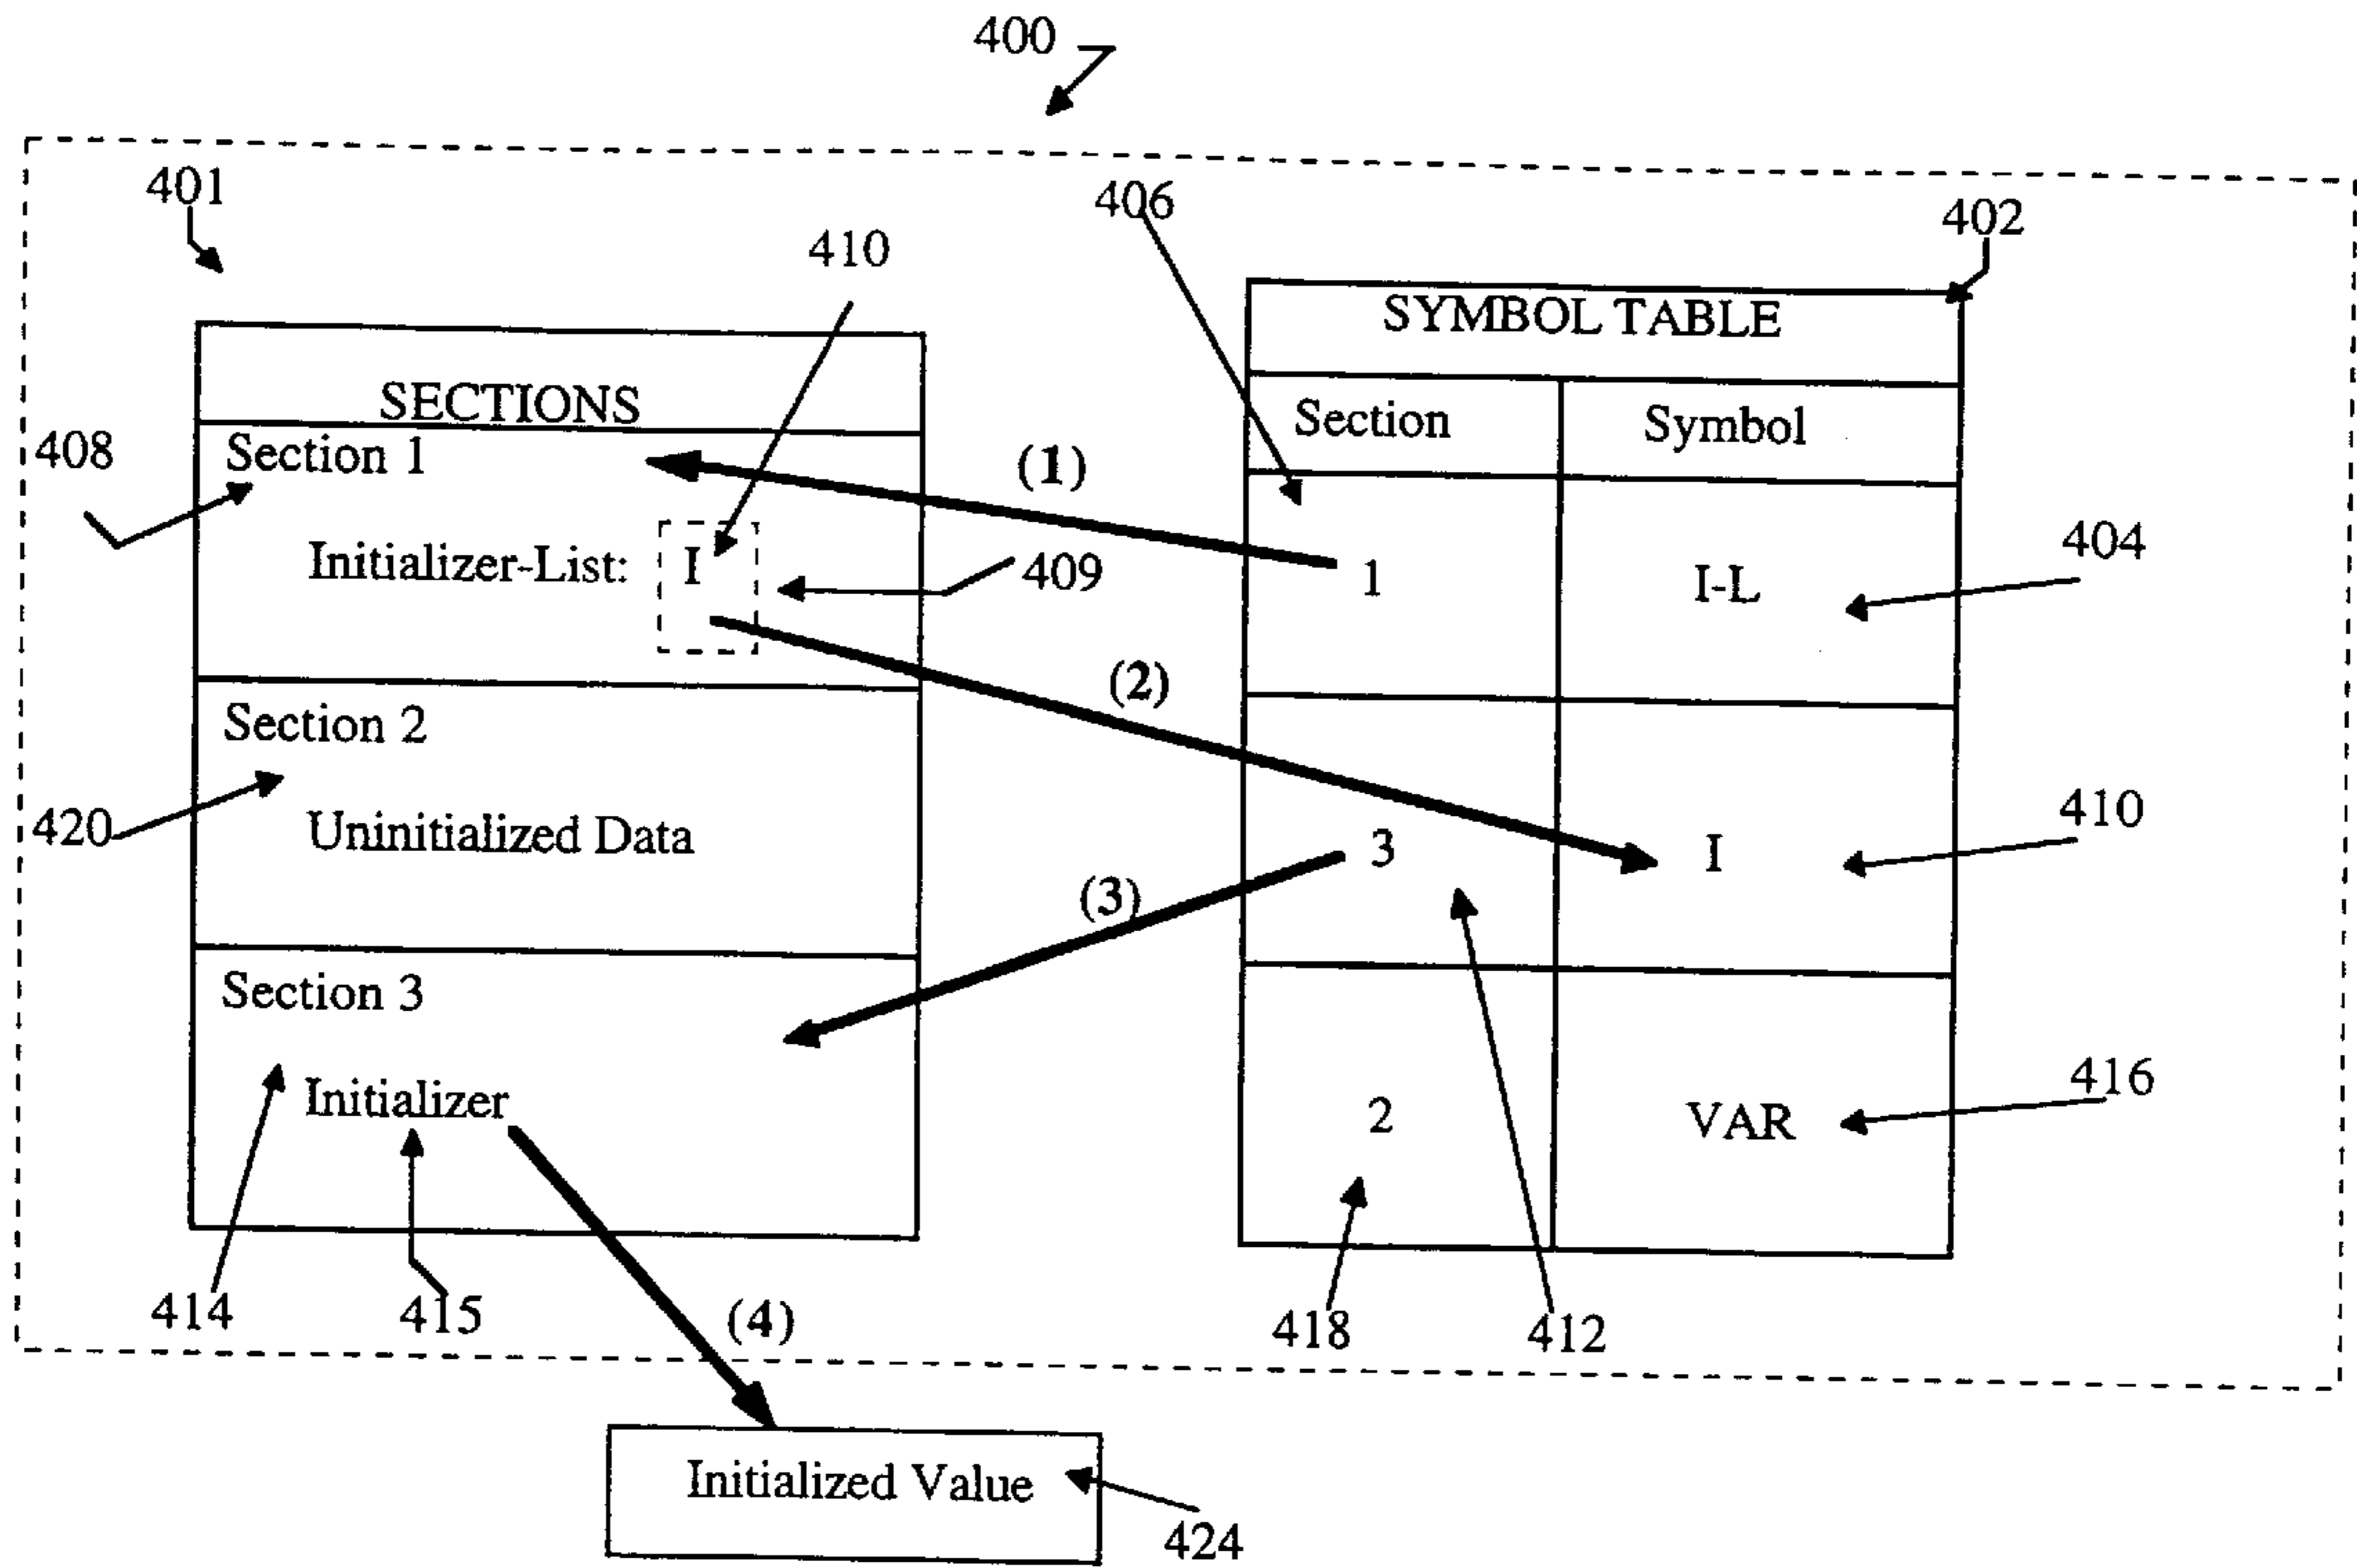 400
401
406
402
410
SYMBOL TABLE
SECTIONS
Section
Symbol
408
Section 1
(1)
Initializer-List:
I
409
1
I-L
404
(2)
Section 2
420
Uninitialized Data
3
I
410
(3)
Section 3
Initializer
2
VAR
416
414
415
(4)
418
412
Initialized Value
424